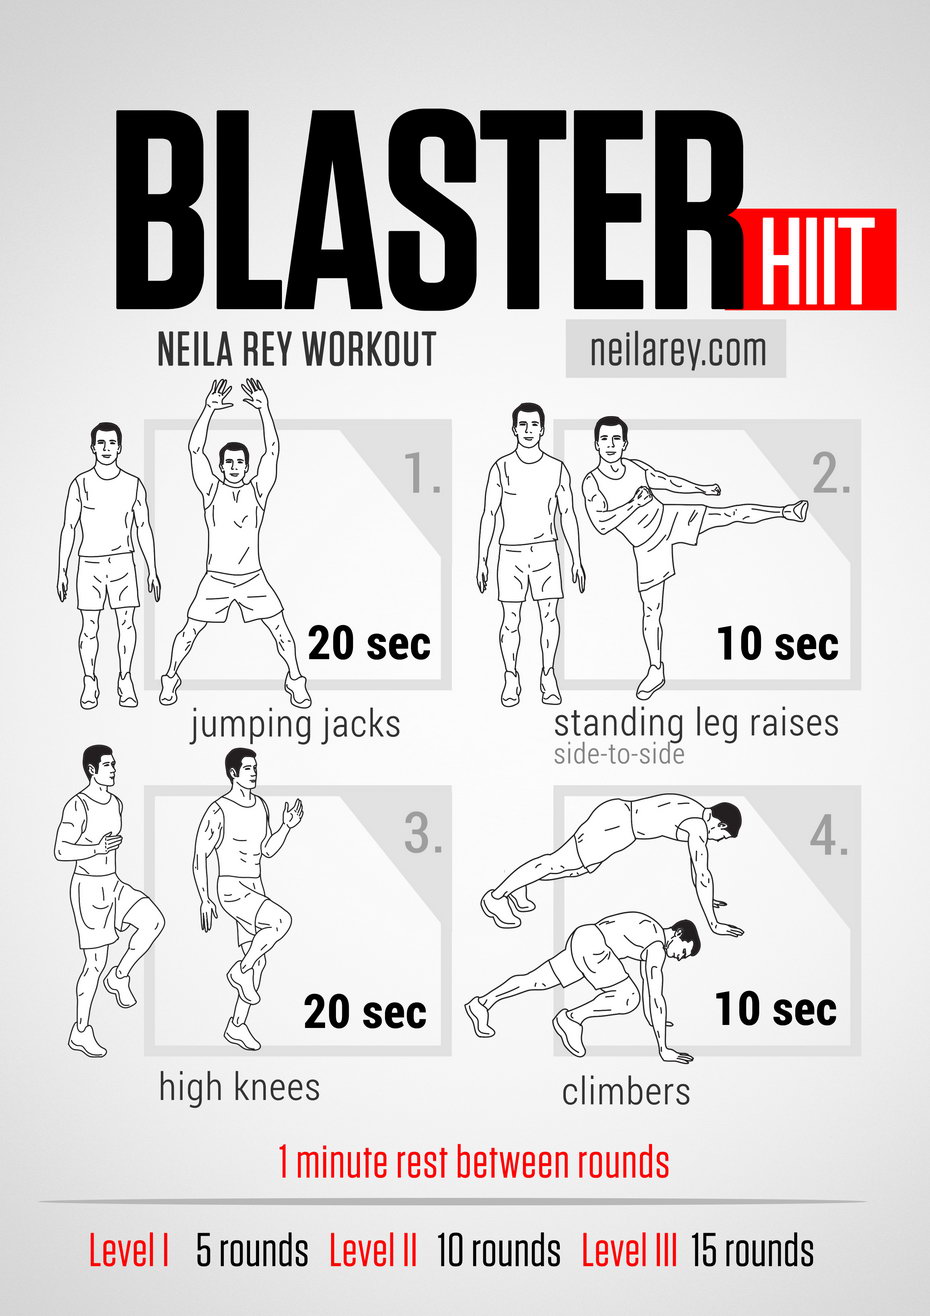 BLASTER
HIIT
NEILA REY WORKOUT
neilarey.com
1.
20 sec
jumping jacks
2.
10 sec
standing leg raises
side-to-side
3.
20 sec
high knees
4.
10 sec
climbers
1 minute rest between rounds
Level I 5 rounds Level II 10 rounds Level III 15 rounds